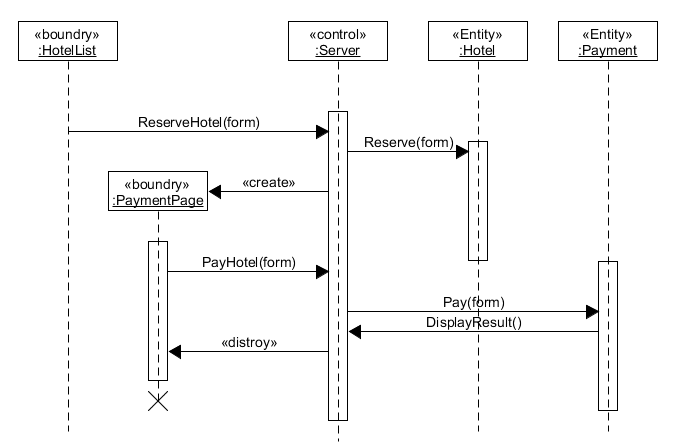 «boundry»
:HotelList
«control»
:Server
«Entity»
:Hotel
«Entity»
:Payment
ReserveHotel(form)
Reserve(form)
«boundry»
:PaymentPage
«create»
PayHotel(form)
Pay(form)
DisplayResult()
«distroy»